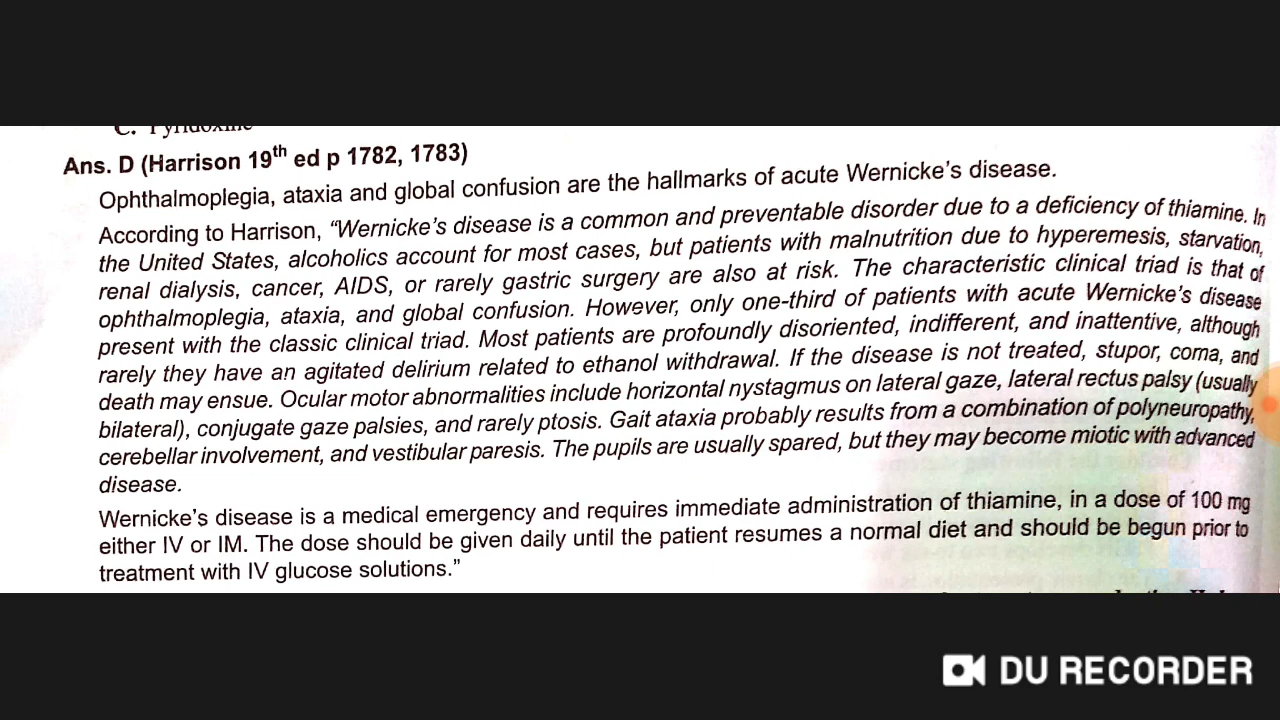 C. Pyridoxine
Ans. D (Harrison 19th ed p 1782, 1783)
Ophthalmoplegia, ataxia and global confusion are the hallmarks of acute Wernicke's disease.
According to Harrison, “Wernicke's disease is a common and preventable disorder due to a deficiency of thiamine. In
the United States, alcoholics account for most cases, but patients with malnutrition due to hyperemesis, starvation,
renal dialysis, cancer, AIDS, or rarely gastric surgery are also at risk. The characteristic clinical triad is that of
ophthalmoplegia, ataxia, and global confusion. However, only one-third of patients with acute Wernicke's disease
present with the classic clinical triad. Most patients are profoundly disoriented, indifferent, and inattentive, although
rarely they have an agitated delirium related to ethanol withdrawal. If the disease is not treated, stupor, coma, and
death may ensue. Ocular motor abnormalities include horizontal nystagmus on lateral gaze, lateral rectus palsy (usually
bilateral), conjugate gaze palsies, and rarely ptosis. Gait ataxia probably results from a combination of polyneuropathy,
cerebellar involvement, and vestibular paresis. The pupils are usually spared, but they may become miotic with advanced
disease.
Wernicke's disease is a medical emergency and requires immediate administration of thiamine, in a dose of 100 mg
either IV or IM. The dose should be given daily until the patient resumes a normal diet and should be begun prior to
treatment with IV glucose solutions.”
DU RECORDER